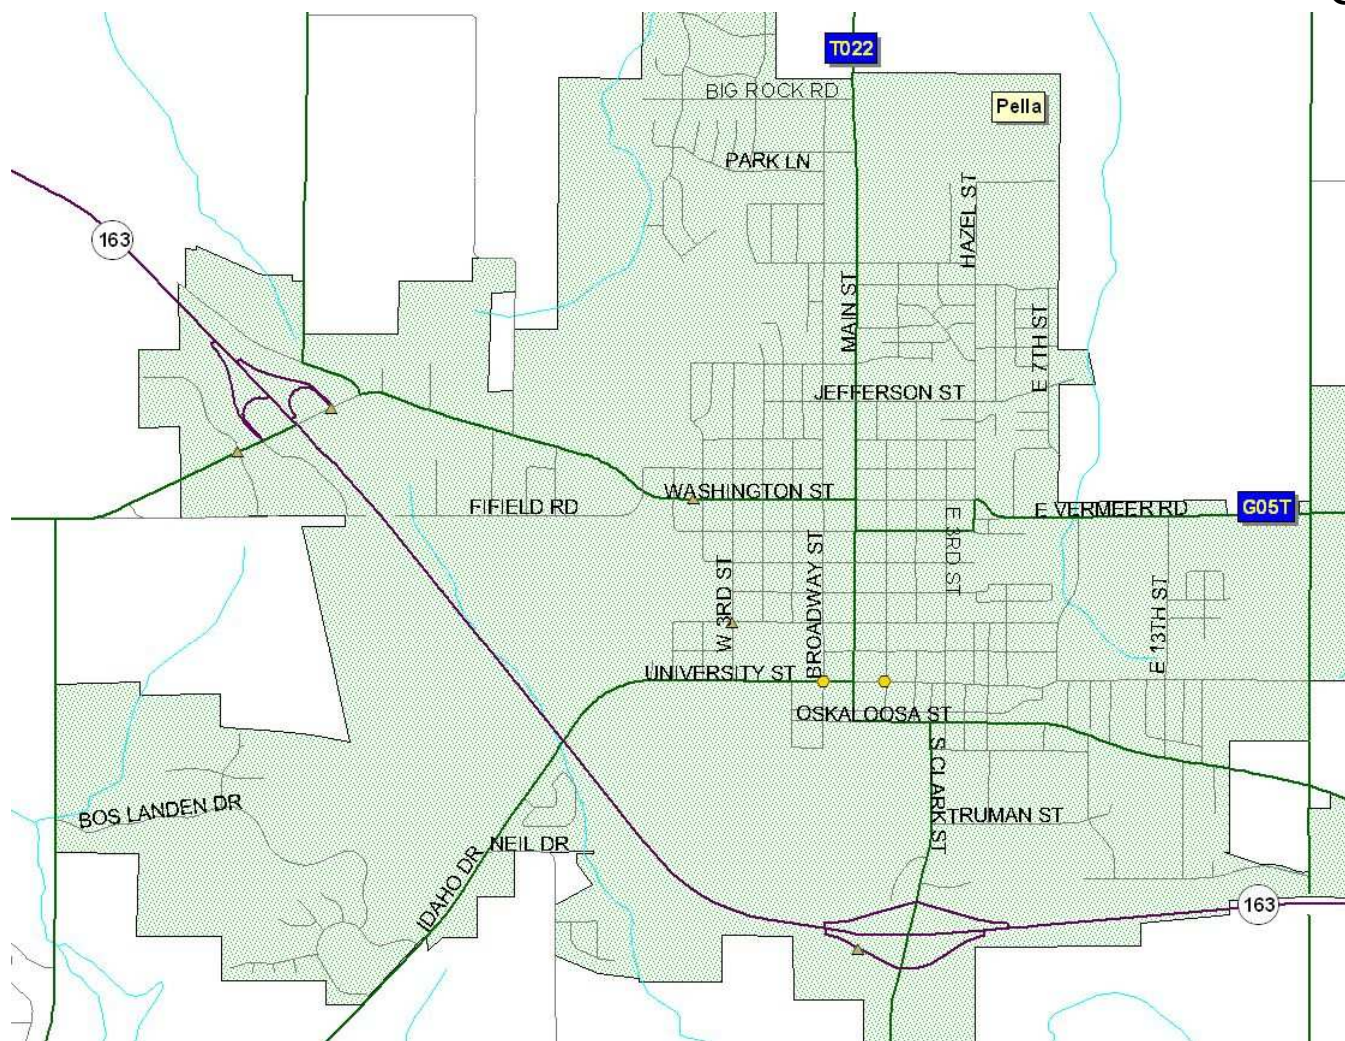 T022
BIG ROCK RD
Pella
PARK LN
HAZEL ST
163
MAIN ST
E 7TH ST
JEFFERSON ST
WASHINGTON ST
FIFIELD RD
E VERMEER RD
G05T
E 3RD ST
BROADWAY ST
W 3RD ST
E 13TH ST
UNIVERSITY ST
OSKALOOSA ST
S CLARK ST
BOS LANDEN DR
TRUMAN ST
NEIL DR
IDAHO DR
163